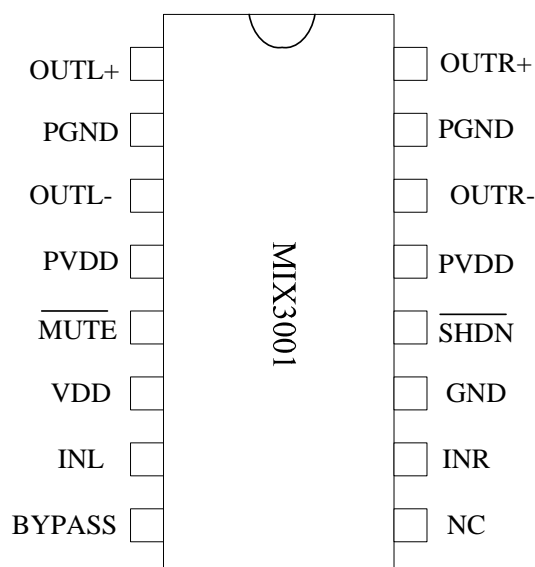 OUTL+ OUTR+
PGND PGND
OUTL- OUTR-
PVDD PVDD
MUTE SHDN
MIX3001
VDD GND
INL INR
BYPASS NC